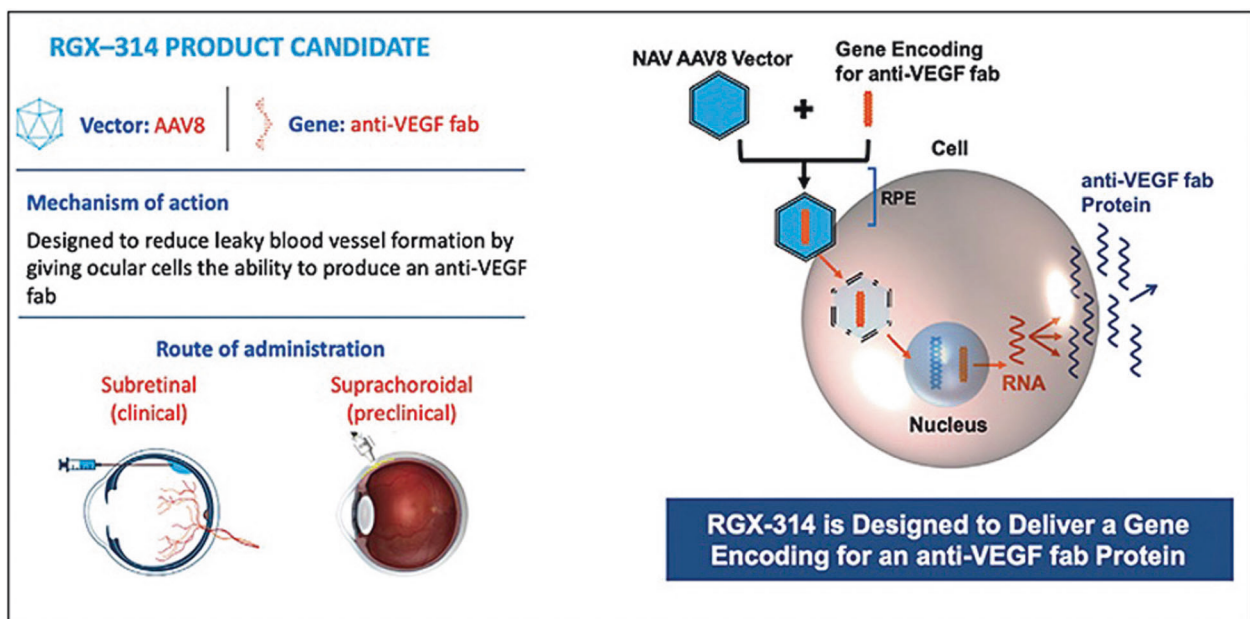 RGX–314 PRODUCT CANDIDATE
Vector: AAV8
Gene: anti-VEGF fab
Mechanism of action
Designed to reduce leaky blood vessel formation by
giving ocular cells the ability to produce an anti-VEGF
fab
Route of administration
Subretinal
(clinical)
Suprachoroidal
(preclinical)
NAV AAV8 Vector
+
Gene Encoding
for anti-VEGF fab
Cell
RPE
anti-VEGF fab
Protein
RNA
Nucleus
RGX-314 is Designed to Deliver a Gene
Encoding for an anti-VEGF fab Protein